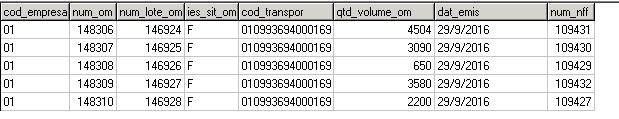 cod_empresa num_om num_lote_om ies_sit_om cod_transpor qtd_volume_om dat_emis num_nff
01 148306 146924 F 010993694000169 4504 29/9/2016 109431
01 148307 146925 F 010993694000169 3090 29/9/2016 109430
01 148308 146926 F 010993694000169 650 29/9/2016 109429
01 148309 146927 F 010993694000169 3580 29/9/2016 109432
01 148310 146928 F 010993694000169 2200 29/9/2016 109427